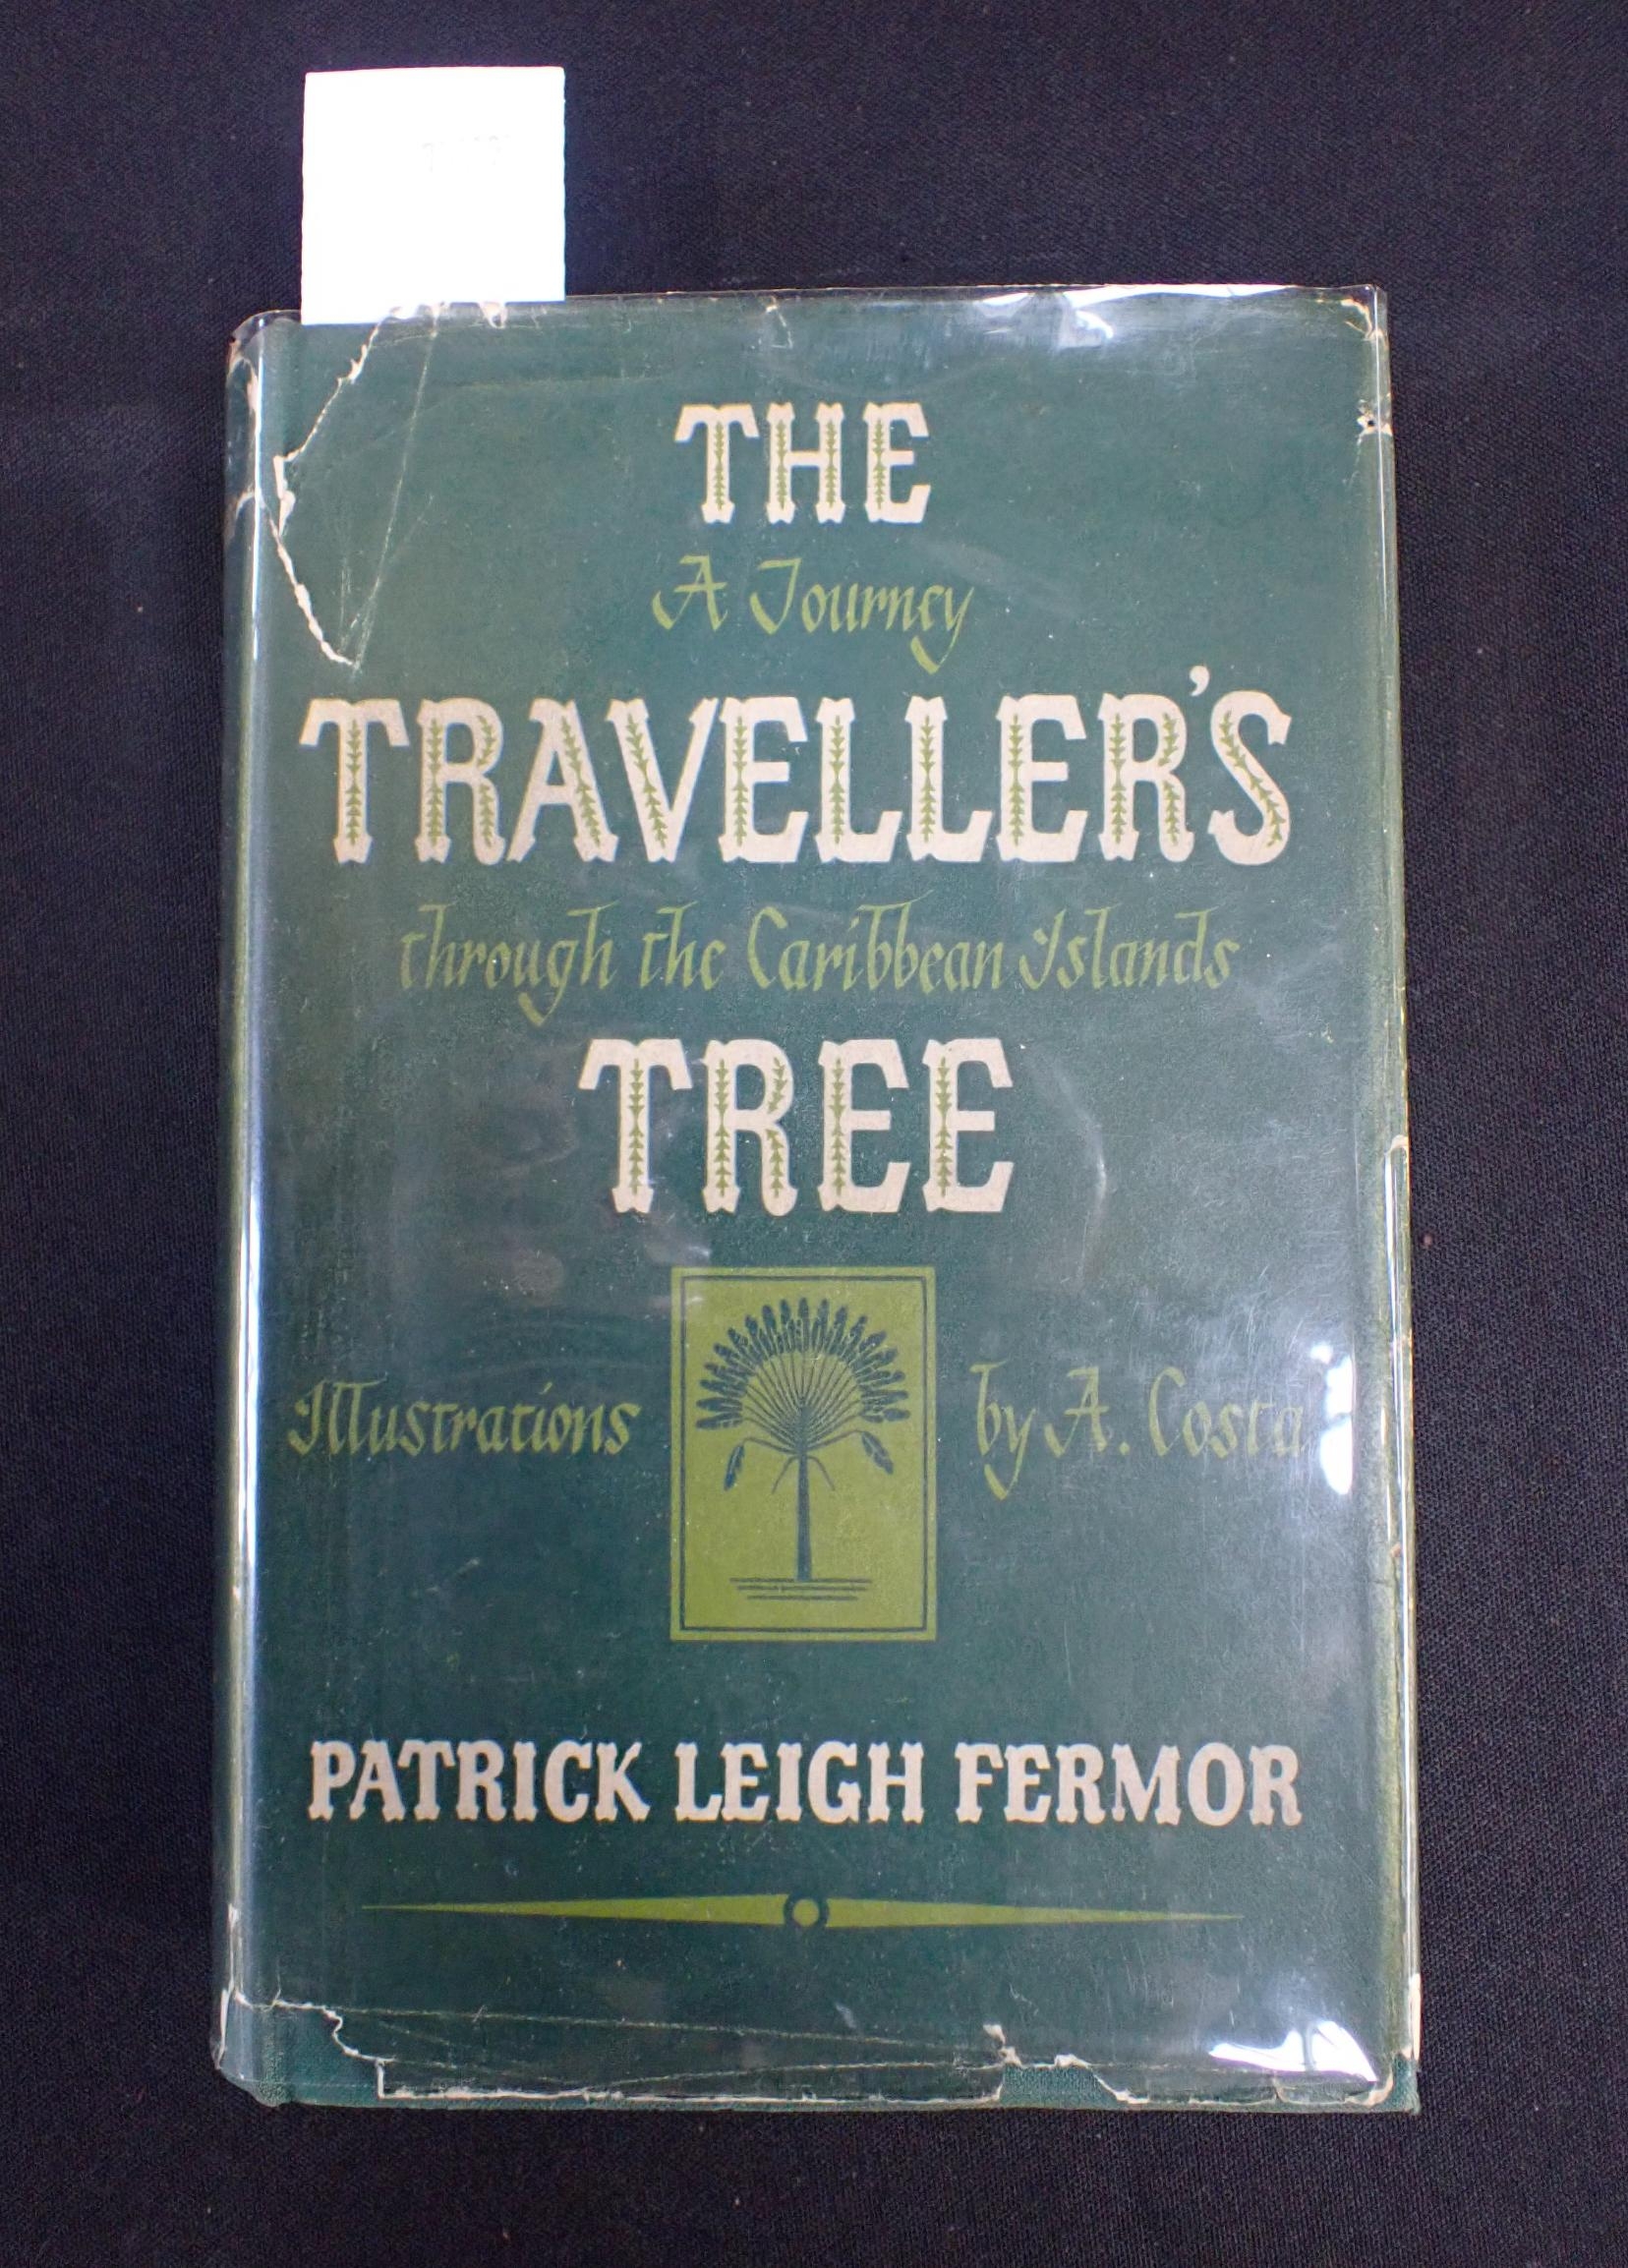 THE
A Journey
TRAVELLER'S
through the Caribbean Islands
TREE
Illustrations by A. Costa
PATRICK LEIGH FERMOR